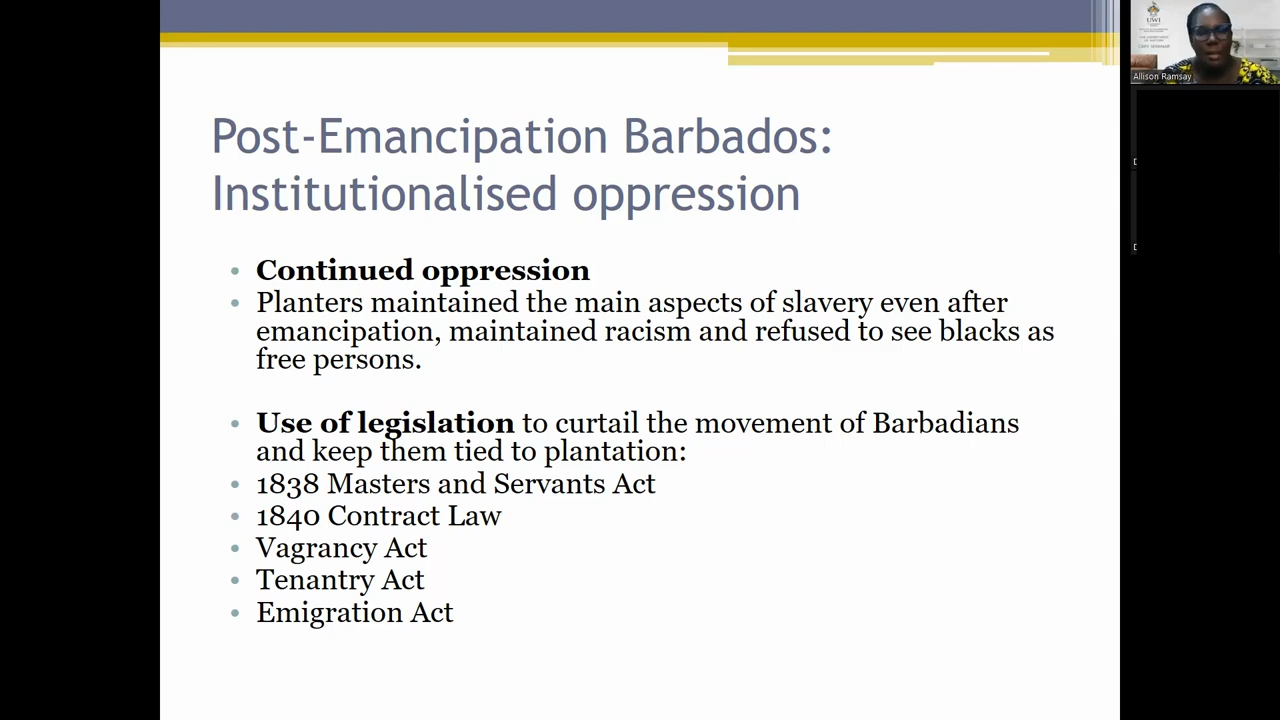 Post-Emancipation Barbados:
Institutionalised oppression
• Continued oppression
• Planters maintained the main aspects of slavery even after
emancipation, maintained racism and refused to see blacks as
free persons.
• Use of legislation to curtail the movement of Barbadians
and keep them tied to plantation:
• 1838 Masters and Servants Act
• 1840 Contract Law
• Vagrancy Act
• Tenantry Act
• Emigration Act
UWI
Allison Ramsay